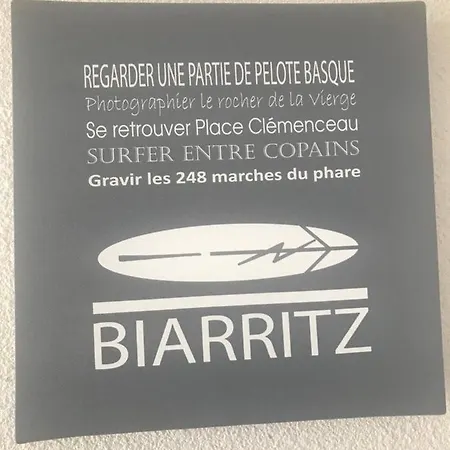 REGARDER UNE PARTIE DE PELOTE BASQUE
Photographier le rocher de la Vierge
Se retrouver Place Clémenceau
SURFER ENTRE COPAINS
Gravir les 248 marches du phare
BIARRITZ